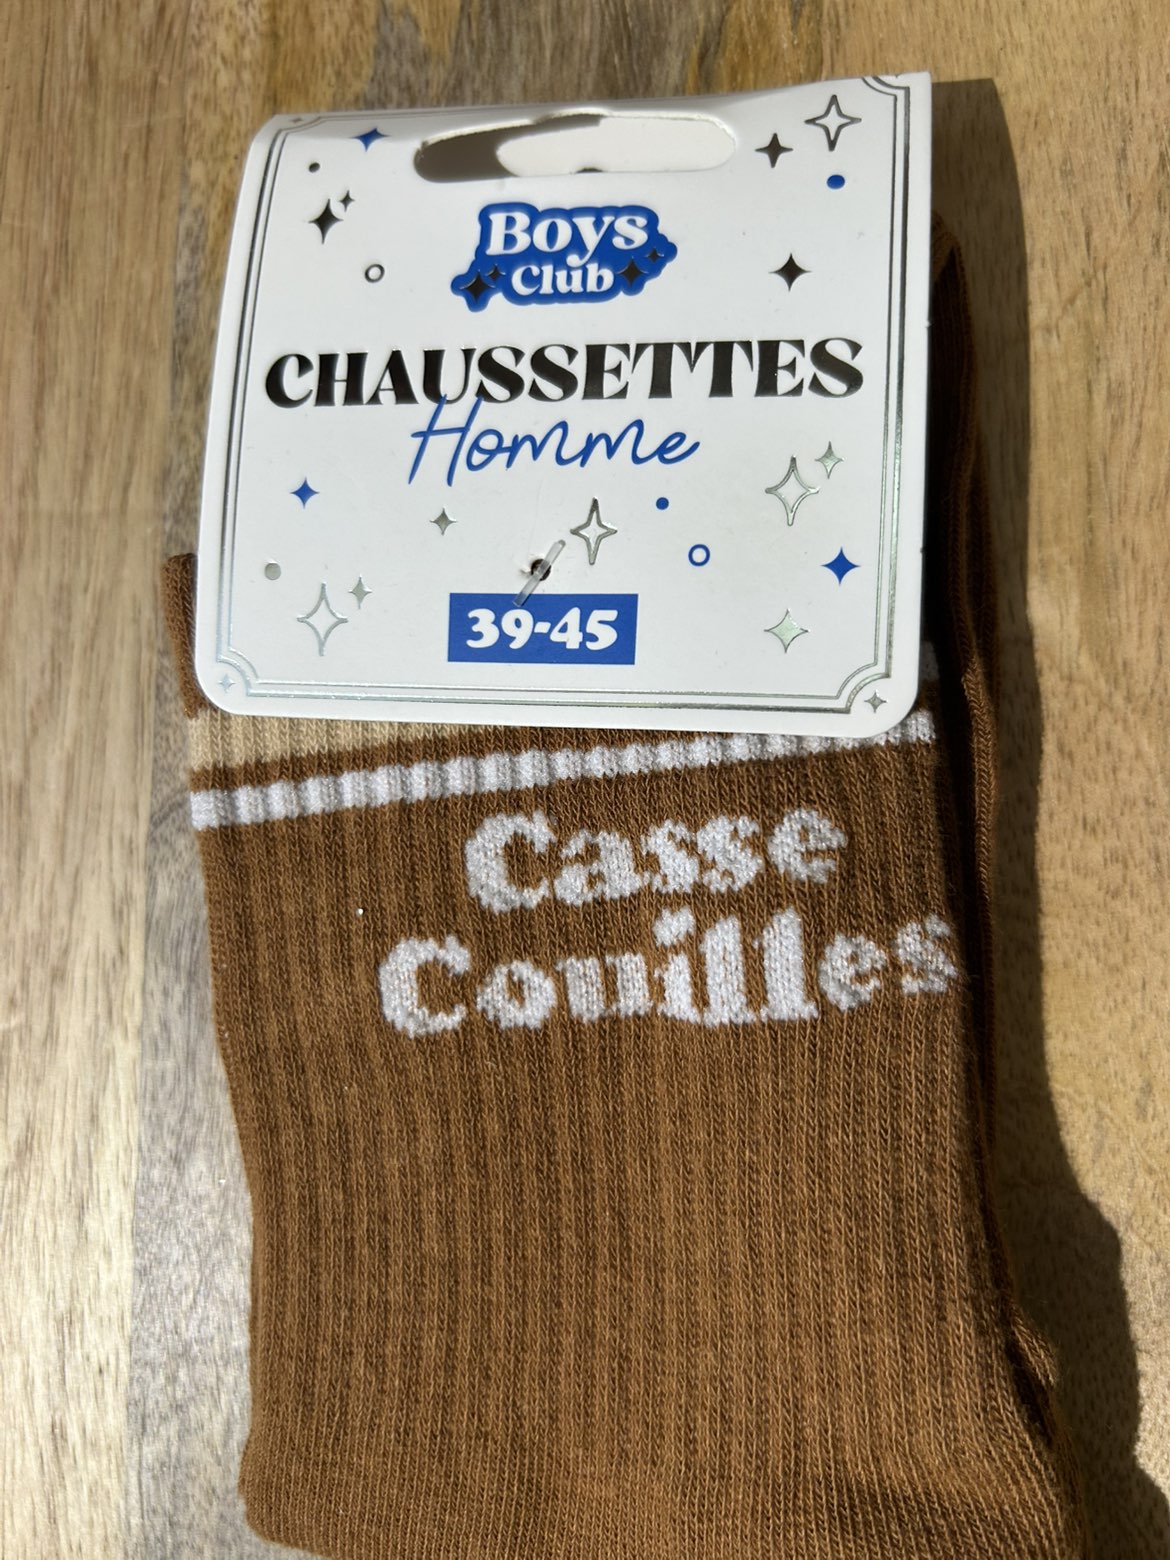 Boys
Club
CHAUSSETTES
Homme
39-45
Casse
Couilles